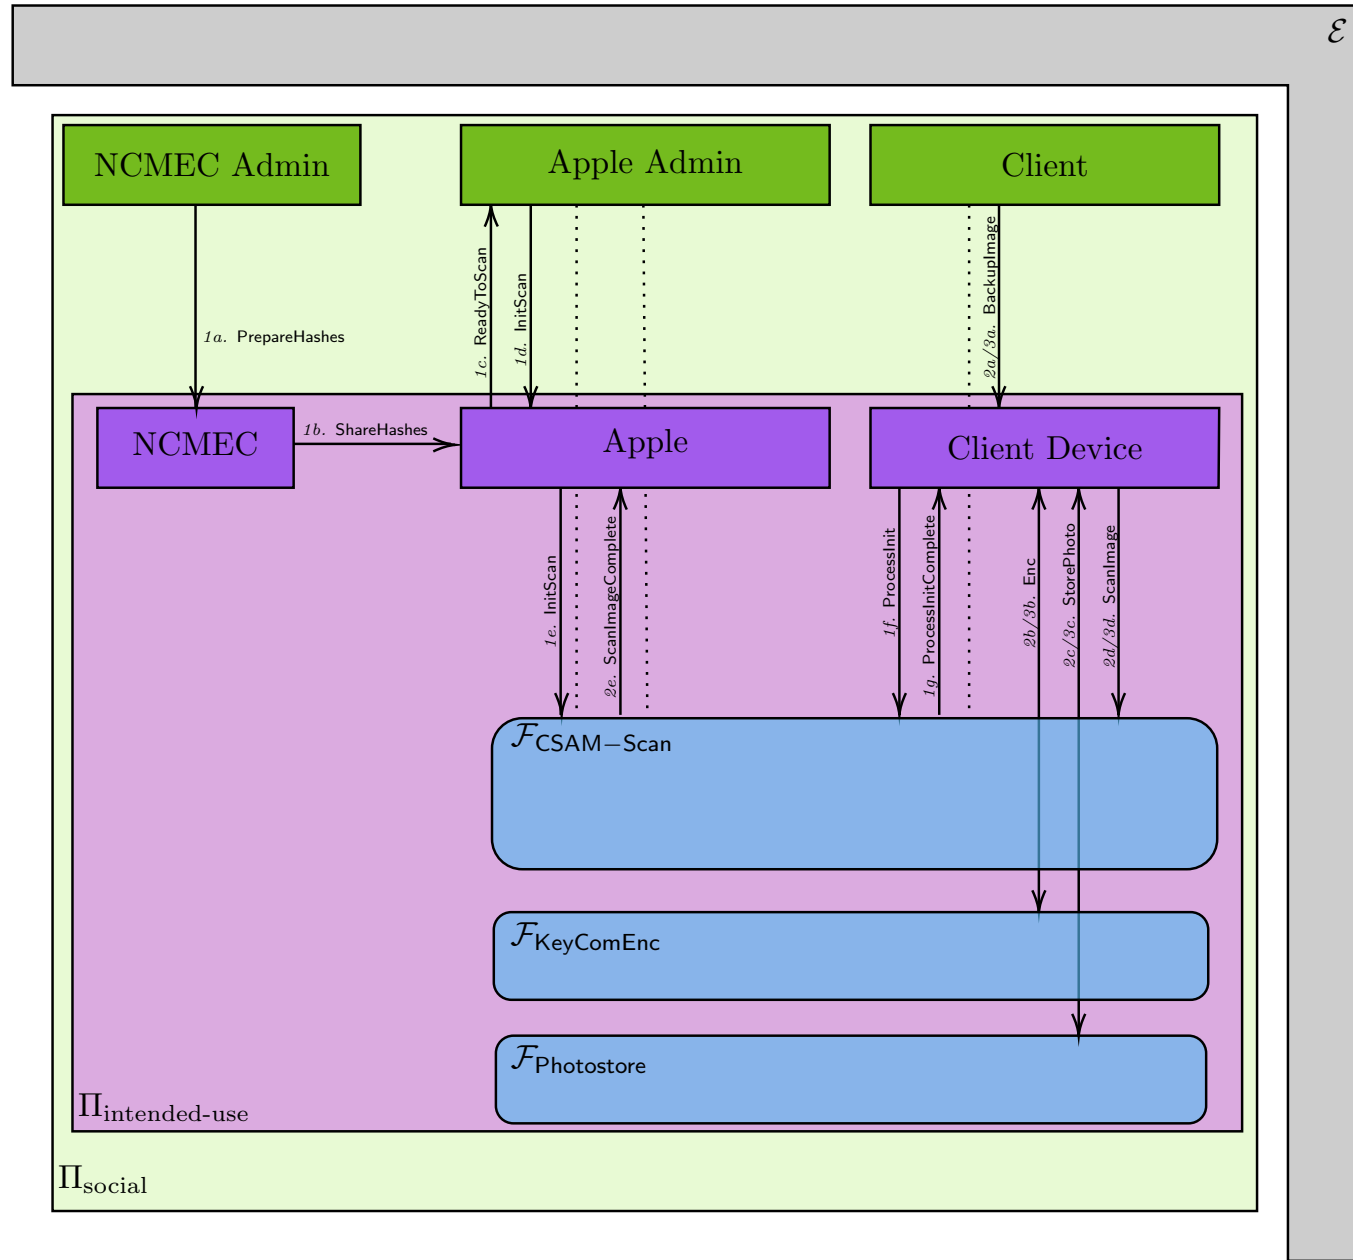 ℰ
NCMEC Admin
Apple Admin
Client
1a. PrepareHashes
1c. ReadyToScan
1d. InitScan
2a/3a. BackupImage
NCMEC
1b. ShareHashes
Apple
Client Device
1e. InitScan
2e. ScanImageComplete
1f. ProcessInit
1g. ProcessInitComplete
2b/3b. Enc
2c/3c. StorePhoto
2d/3d. ScanImage
ℱCSAM−Scan
ℱKeyComEnc
ℱPhotostore
Πintended-use
Πsocial